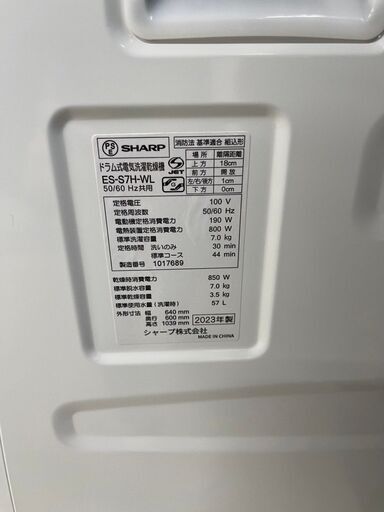 PS E SHARP
ドラム式電気洗濯乾燥機
ES-S7H-WL
50/60 Hz共用
JET
消防法 基準適合 組込形
場所 離隔距離
上方 18cm
前方 開放
左/右/後方 1cm
下方 0cm
定格電圧 100 V
定格周波数 50/60 Hz
電動機定格消費電力 190 W
電熱装置定格消費電力 800 W
標準洗濯容量 7.0 kg
定格時間 洗いのみ 30 min
標準コース 44 min
製造番号 1017689
乾燥時消費電力 850 W
標準脱水容量 7.0 kg
標準乾燥容量 3.5 kg
標準使用水量(洗濯時) 57 L
外形寸法 幅 640 mm
奥行 600 mm
高さ 1039 mm
2023年製
シャープ株式会社
MADE IN CHINA